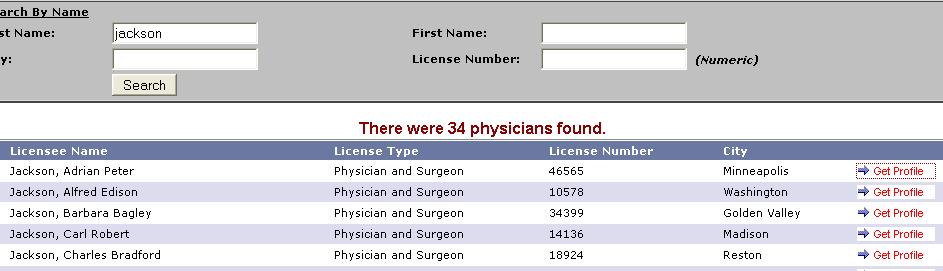 arch By Name
st Name: jackson First Name:
y: License Number: (Numeric)
Search
There were 34 physicians found.
Licensee Name License Type License Number City
Jackson, Adrian Peter Physician and Surgeon 46565 Minneapolis Get Profile
Jackson, Alfred Edison Physician and Surgeon 10578 Washington Get Profile
Jackson, Barbara Bagley Physician and Surgeon 34399 Golden Valley Get Profile
Jackson, Carl Robert Physician and Surgeon 14136 Madison Get Profile
Jackson, Charles Bradford Physician and Surgeon 18924 Reston Get Profile